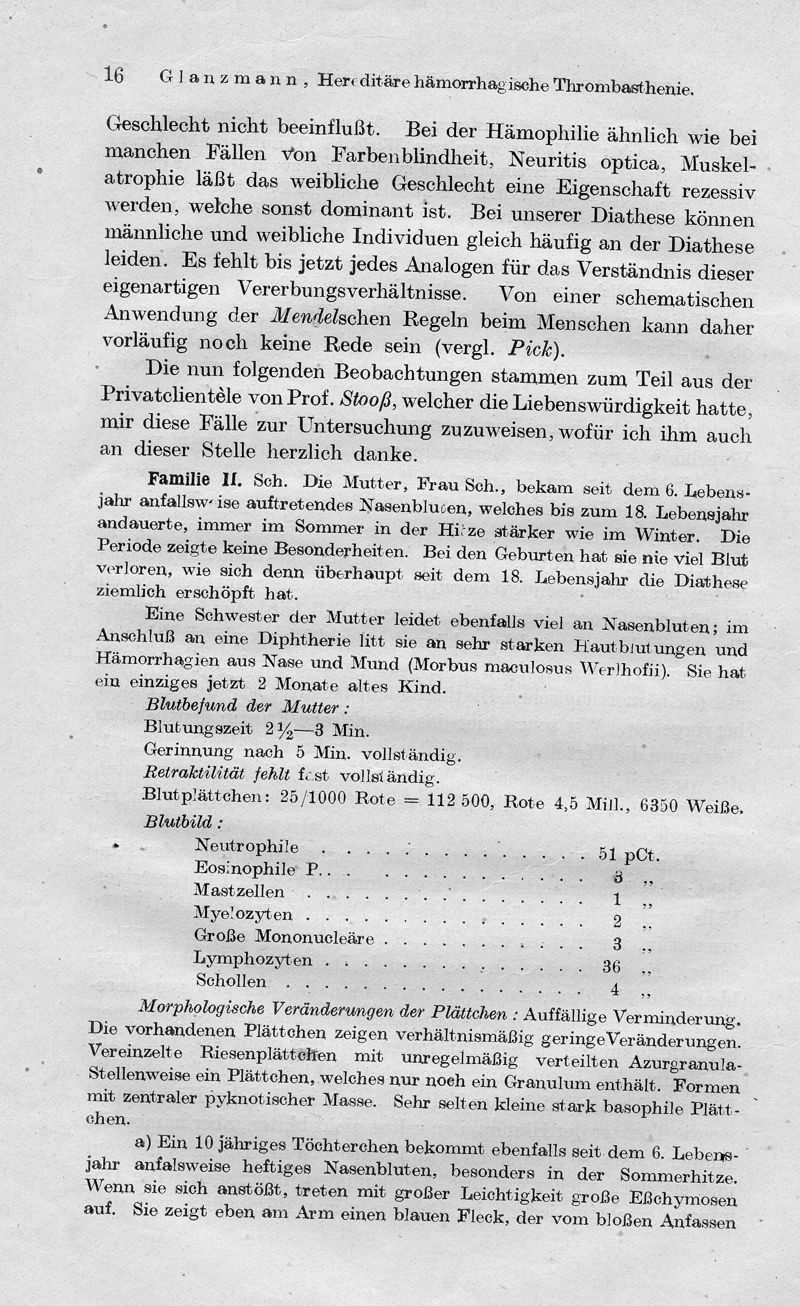 16 Glanzmann, Hereditäre hämorrhagische Thrombasthenie.
Geschlecht nicht beeinflußt. Bei der Hämophilie ähnlich wie bei
manchen Fällen von Farbenblindheit, Neuritis optica, Muskel-
atrophie läßt das weibliche Geschlecht eine Eigenschaft rezessiv
werden, welche sonst dominant ist. Bei unserer Diathese können
männliche und weibliche Individuen gleich häufig an der Diathese
leiden. Es fehlt bis jetzt jedes Analogen für das Verständnis dieser
eigenartigen Vererbungsverhältnisse. Von einer schematischen
Anwendung der Mendelschen Regeln beim Menschen kann daher
vorläufig noch keine Rede sein (vergl. Pick).
Die nun folgenden Beobachtungen stammen zum Teil aus der
Privatclientèle von Prof. Stooß, welcher die Liebenswürdigkeit hatte,
mir diese Fälle zur Untersuchung zuzuweisen, wofür ich ihm auch
an dieser Stelle herzlich danke.
Familie II. Sch. Die Mutter, Frau Sch., bekam seit dem 6. Lebens-
jahr anfallsweise auftretendes Nasenbluten, welches bis zum 18. Lebensjahr
andauerte, immer im Sommer in der Hitze stärker wie im Winter. Die
Periode zeigte keine Besonderheiten. Bei den Geburten hat sie nie viel Blut
verloren, wie sich denn überhaupt seit dem 18. Lebensjahr die Diathese
ziemlich erschöpft hat.
Eine Schwester der Mutter leidet ebenfalls viel an Nasenbluten; im
Anschluß an eine Diphtherie litt sie an sehr starken Hautblutungen und
Hämorrhagien aus Nase und Mund (Morbus maculosus Werlhofii). Sie hat
ein einziges jetzt 2 Monate altes Kind.
Blutbefund der Mutter:
Blutungszeit 2½—3 Min.
Gerinnung nach 5 Min. vollständig.
Retraktilität fehlt fast vollständig.
Blutplättchen: 25/1000 Rote = 112 500, Rote 4,5 Mill., 6350 Weiße.
Blutbild:
Neutrophile . . . . . . . . . . . . . . 51 pCt.
Eosinophile P. . . . . . . . . . . . . . 3 „
Mastzellen . . . . . . . . . . . . . . 1 „
Myelozyten . . . . . . . . . . . . . . 2 „
Große Mononucleäre . . . . . . . . . . 3 „
Lymphozyten . . . . . . . . . . . . . 36 „
Schollen . . . . . . . . . . . . . . . 4 „
Morphologische Veränderungen der Plättchen: Auffällige Verminderung.
Die vorhandenen Plättchen zeigen verhältnismäßig geringe Veränderungen.
Vereinzelte Riesenplättchen mit unregelmäßig verteilten Azurgranula-
Stellenweise ein Plättchen, welches nur noch ein Granulum enthält. Formen
mit zentraler pyknotischer Masse. Sehr selten kleine stark basophile Plätt-
chen.
a) Ein 10 jähriges Töchterchen bekommt ebenfalls seit dem 6. Lebens-
jahr anfalsweise heftiges Nasenbluten, besonders in der Sommerhitze.
Wenn sie sich anstößt, treten mit großer Leichtigkeit große Eßchymosen
auf. Sie zeigt eben am Arm einen blauen Fleck, der vom bloßen Anfassen